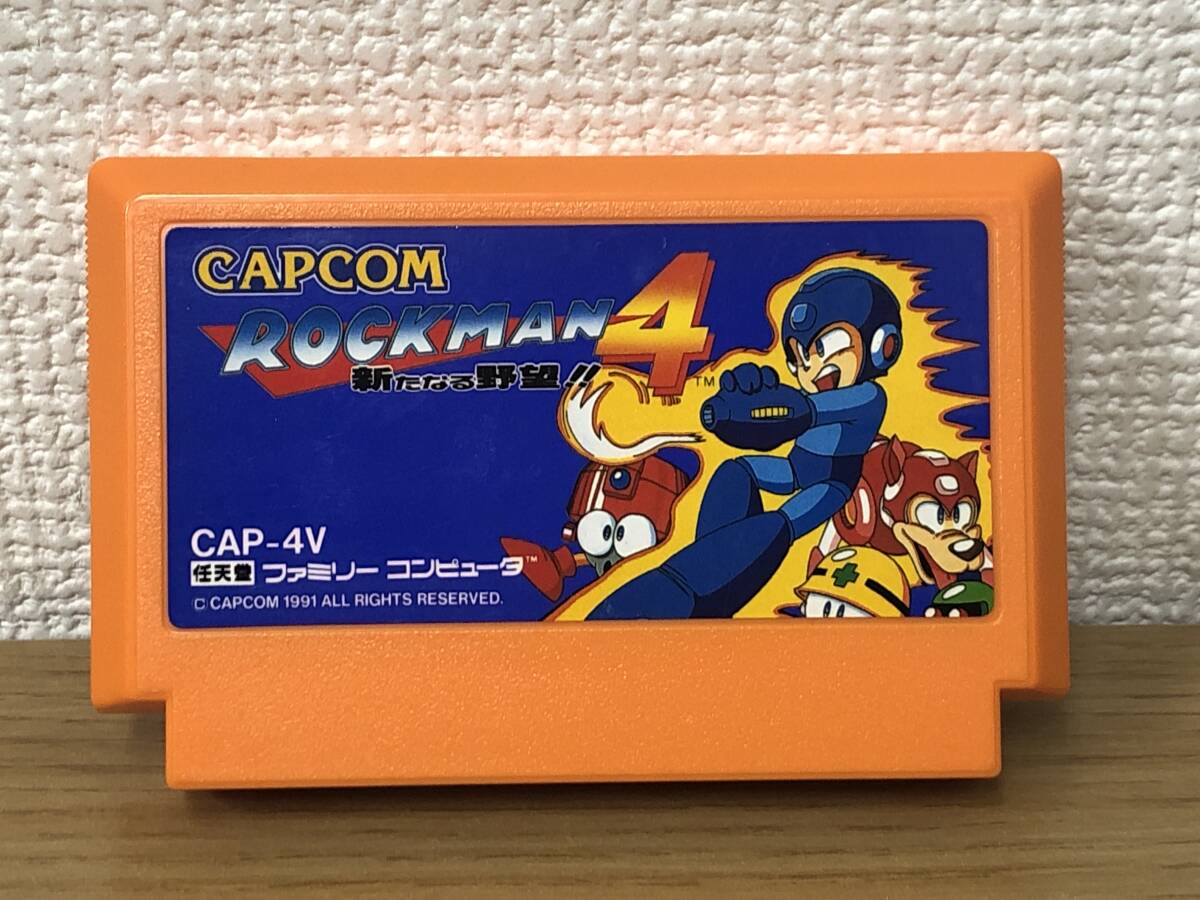 CAPCOM
ROCKMAN 4
新たなる野望!! TM
CAP-4V
任天堂 ファミリー コンピュータ™
© CAPCOM 1991 ALL RIGHTS RESERVED.